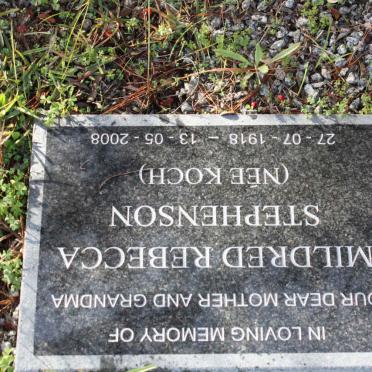 IN LOVING MEMORY OF
OUR DEAR MOTHER AND GRANDMA
MILDRED REBECCA
STEPHENSON
(NÉE KOCH)
27 - 07 - 1918 – 13 - 05 - 2008